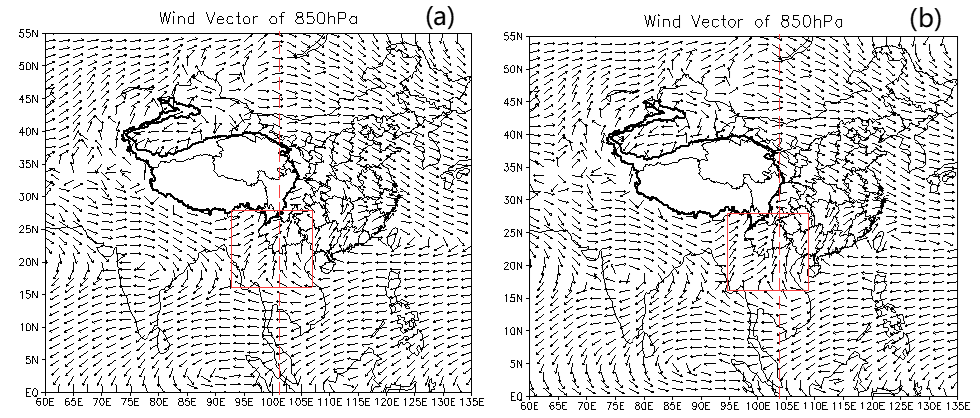 Wind Vector of 850hPa (a)
55N
50N
45N
40N
35N
30N
25N
20N
15N
10N
5N
EQ
60E 65E 70E 75E 80E 85E 90E 95E 100E 105E 110E 115E 120E 125E 130E 135E
Wind Vector of 850hPa (b)
55N
50N
45N
40N
35N
30N
25N
20N
15N
10N
5N
EQ
60E 65E 70E 75E 80E 85E 90E 95E 100E 105E 110E 115E 120E 125E 130E 135E